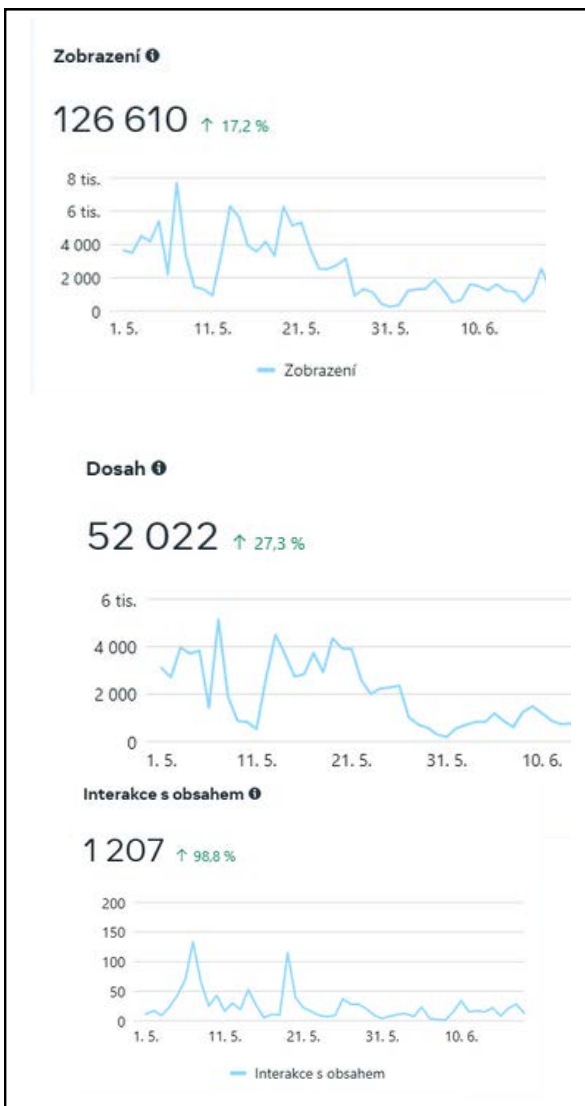 Zobrazení
126 610 ↑ 17,2 %
8 tis.
6 tis.
4 000
2 000
0
1. 5. 11. 5. 21. 5. 31. 5. 10. 6.
Zobrazení
Dosah
52 022 ↑ 27,3 %
6 tis.
4 000
2 000
0
1. 5. 11. 5. 21. 5. 31. 5. 10. 6.
Interakce s obsahem
1 207 ↑ 98,8 %
200
150
100
50
0
1. 5. 11. 5. 21. 5. 31. 5. 10. 6.
Interakce s obsahem